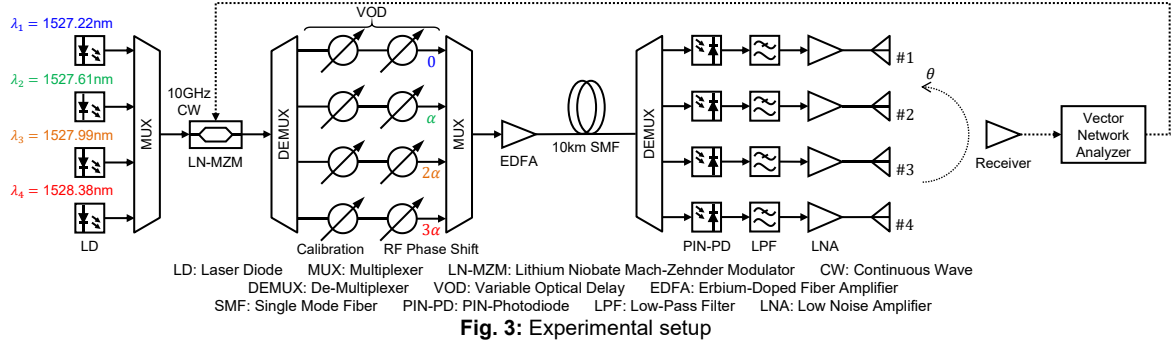 VOD
λ₁ = 1527.22nm
λ₂ = 1527.61nm
λ₃ = 1527.99nm
λ₄ = 1528.38nm
LD
MUX
10GHz
CW
LN-MZM
DEMUX
0
α
2α
3α
Calibration
RF Phase Shift
MUX
EDFA
10km SMF
DEMUX
PIN-PD
LPF
LNA
#1
#2
#3
#4
θ
Receiver
Vector
Network
Analyzer
LD: Laser Diode MUX: Multiplexer LN-MZM: Lithium Niobate Mach-Zehnder Modulator CW: Continuous Wave
DEMUX: De-Multiplexer VOD: Variable Optical Delay EDFA: Erbium-Doped Fiber Amplifier
SMF: Single Mode Fiber PIN-PD: PIN-Photodiode LPF: Low-Pass Filter LNA: Low Noise Amplifier
Fig. 3: Experimental setup